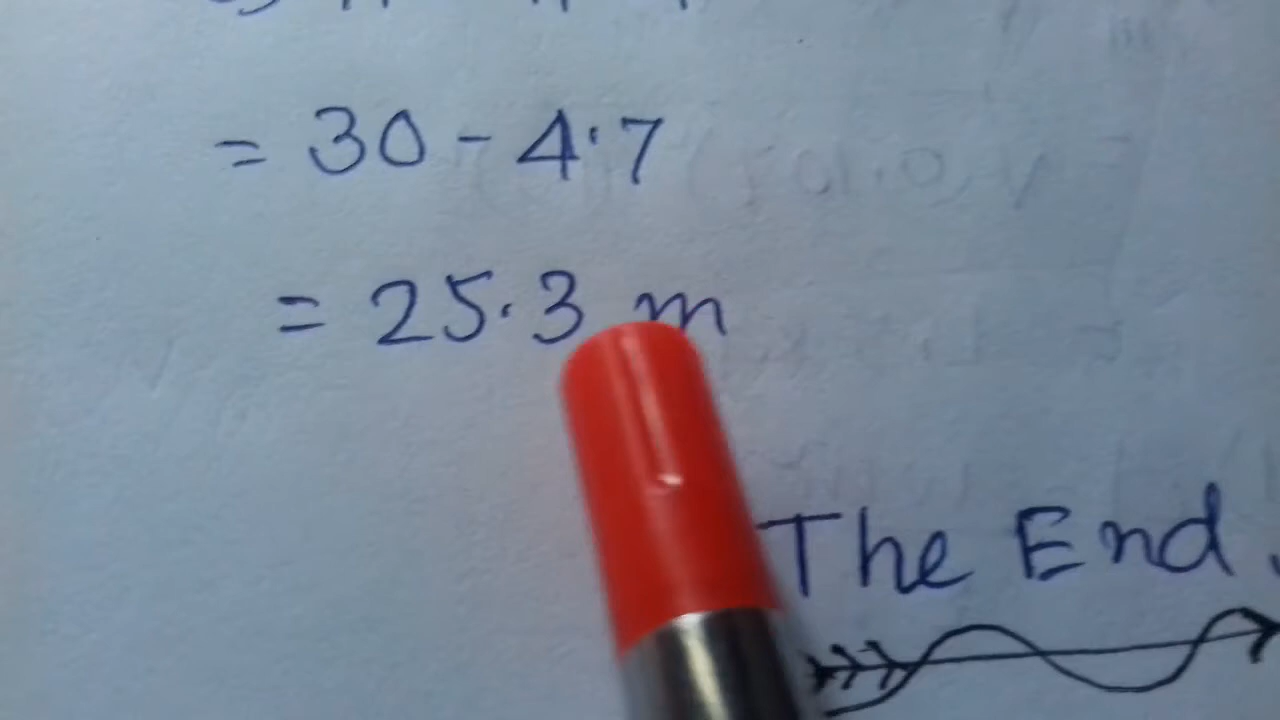 = 30 - 4.7
= 25.3 m
The End.